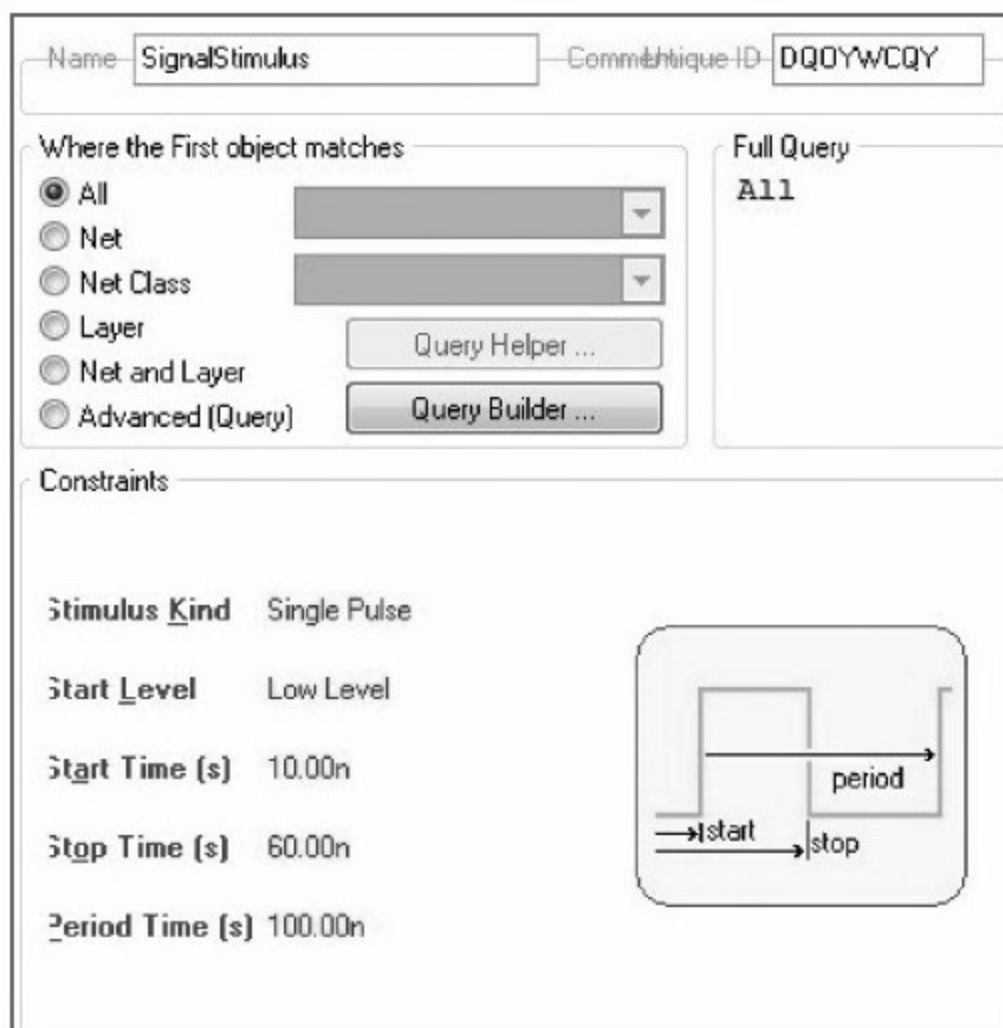 Name SignalStimulus Comment Unique ID DQOYWCQY
Where the First object matches
All
Net
Net Class
Layer
Net and Layer
Advanced (Query)
Query Helper ...
Query Builder ...
Full Query
All
Constraints
Stimulus Kind Single Pulse
Start Level Low Level
Start Time (s) 10.00n
Stop Time (s) 60.00n
Period Time (s) 100.00n
period
start
stop